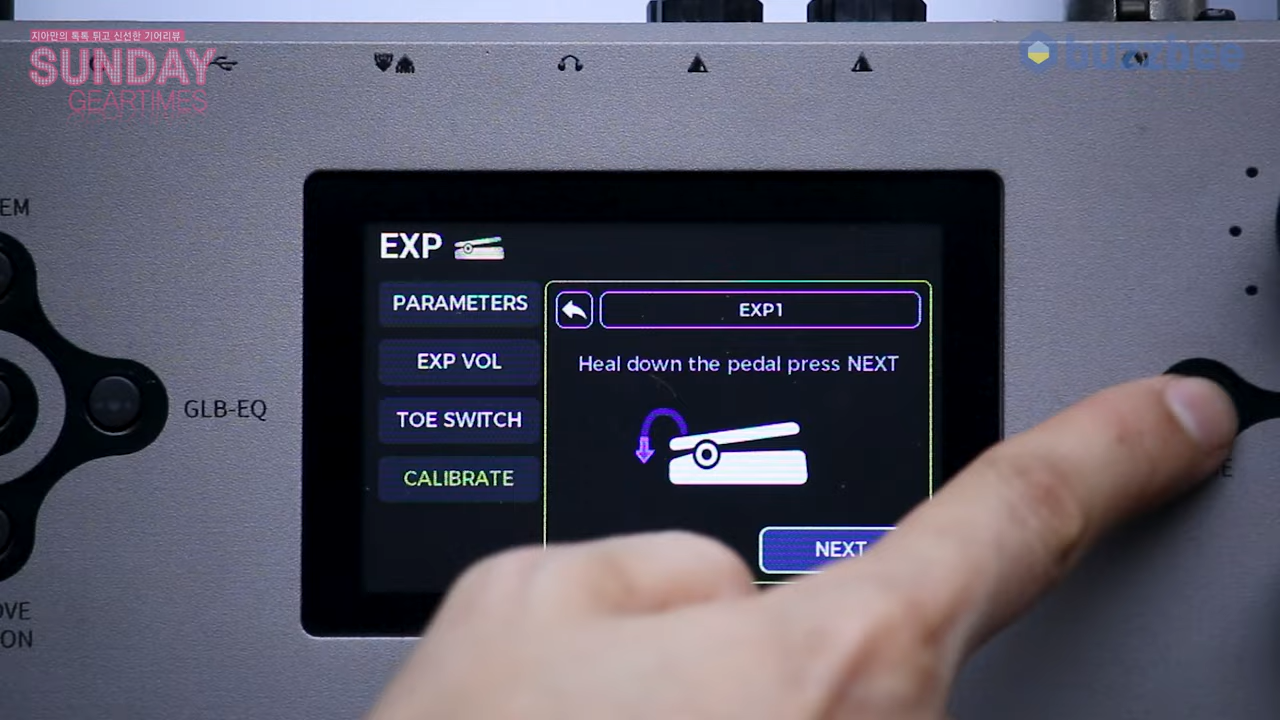 지아만의 톡톡 튀고 신선한 기어리뷰
SUNDAY
GEARTIMES
buzzbee
EM
GLB-EQ
OVE
ON
EXP
PARAMETERS
EXP VOL
TOE SWITCH
CALIBRATE
EXP1
Heal down the pedal press NEXT
NEXT
E